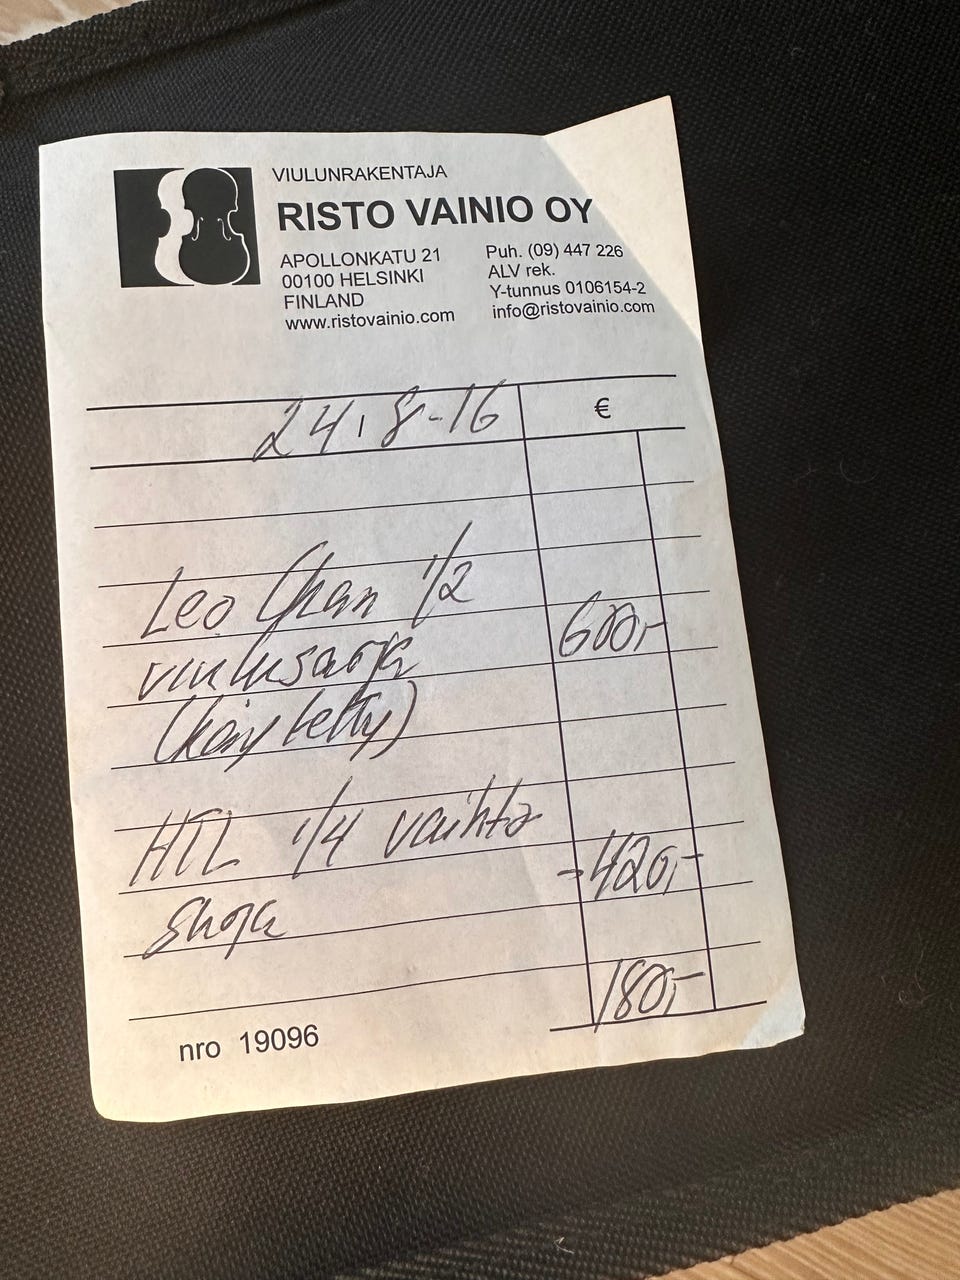 VIULUNRAKENTAJA
RISTO VAINIO OY
APOLLONKATU 21
00100 HELSINKI
FINLAND
www.ristovainio.com
Puh. (09) 447 226
ALV rek.
Y-tunnus 0106154-2
info@ristovainio.com
24.8-16 €
Leo Chan 1/2
viulusarja 600,-
(käytetty)
1/4 vaihto
-420,-
180,-
nro 19096